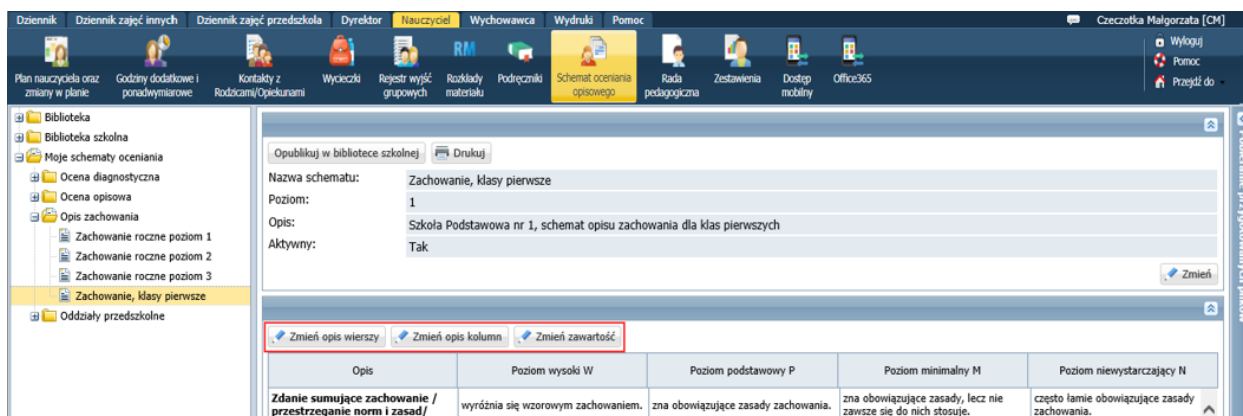 Dziennik Dziennik zajęć innych Dziennik zajęć przedszkola Dyrektor Nauczyciel Wychowawca Wydruki Pomoc Czeczotka Małgorzata [CM]
Plan nauczyciela oraz zmiany w planie
Godziny dodatkowe i ponadwymiarowe
Kontakty z Rodzicami/Opiekunami
Wycieczki
Rejestr wyjść grupowych
RM
Rozkłady materiału
Podręczniki
Schemat oceniania opisowego
Rada pedagogiczna
Zestawienia
Dostęp mobilny
Office365
Wyloguj
Pomoc
Przejdź do
Biblioteka
Biblioteka szkolna
Moje schematy oceniania
Ocena diagnostyczna
Ocena opisowa
Opis zachowania
Zachowanie roczne poziom 1
Zachowanie roczne poziom 2
Zachowanie roczne poziom 3
Zachowanie, klasy pierwsze
Oddziały przedszkolne
Opublikuj w bibliotece szkolnej Drukuj
Nazwa schematu: Zachowanie, klasy pierwsze
Poziom: 1
Opis: Szkoła Podstawowa nr 1, schemat opisu zachowania dla klas pierwszych
Aktywny: Tak
Zmień
Zmień opis wierszy Zmień opis kolumn Zmień zawartość
Opis Poziom wysoki W Poziom podstawowy P Poziom minimalny M Poziom niewystarczający N
Zdanie sumujące zachowanie /
przestrzeganie norm i zasad/
wyróżnia się wzorowym zachowaniem.
zna obowiązujące zasady zachowania.
zna obowiązujące zasady, lecz nie
zawsze się do nich stosuje.
często łamie obowiązujące zasady
zachowania.